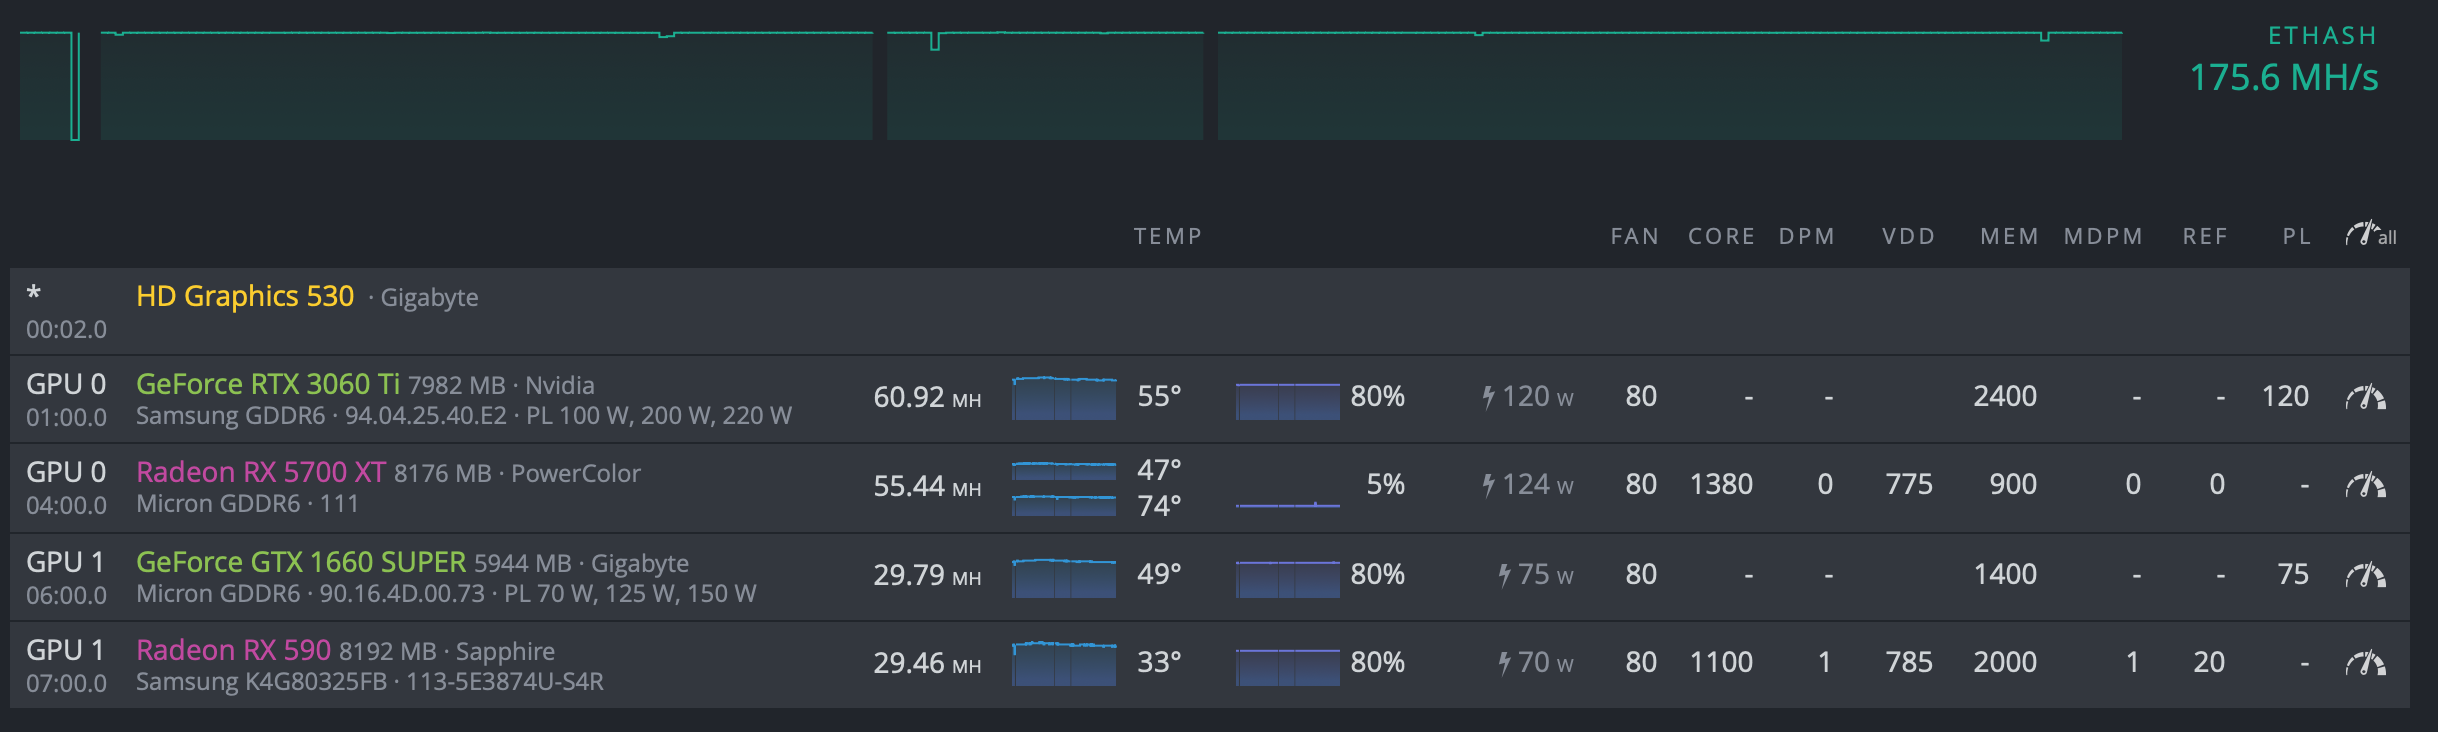 ETHASH
175.6 MH/s
TEMP FAN CORE DPM VDD MEM MDPM REF PL all
* HD Graphics 530 · Gigabyte
00:02.0
GPU 0 GeForce RTX 3060 Ti 7982 MB · Nvidia 60.92 MH 55° 80% 120 W 80 - - 2400 - - 120
01:00.0 Samsung GDDR6 · 94.04.25.40.E2 · PL 100 W, 200 W, 220 W
GPU 0 Radeon RX 5700 XT 8176 MB · PowerColor 55.44 MH 47° 74° 5% 124 W 80 1380 0 775 900 0 0 -
04:00.0 Micron GDDR6 · 111
GPU 1 GeForce GTX 1660 SUPER 5944 MB · Gigabyte 29.79 MH 49° 80% 75 W 80 - - 1400 - - 75
06:00.0 Micron GDDR6 · 90.16.4D.00.73 · PL 70 W, 125 W, 150 W
GPU 1 Radeon RX 590 8192 MB · Sapphire 29.46 MH 33° 80% 70 W 80 1100 1 785 2000 1 20 -
07:00.0 Samsung K4G80325FB · 113-5E3874U-S4R